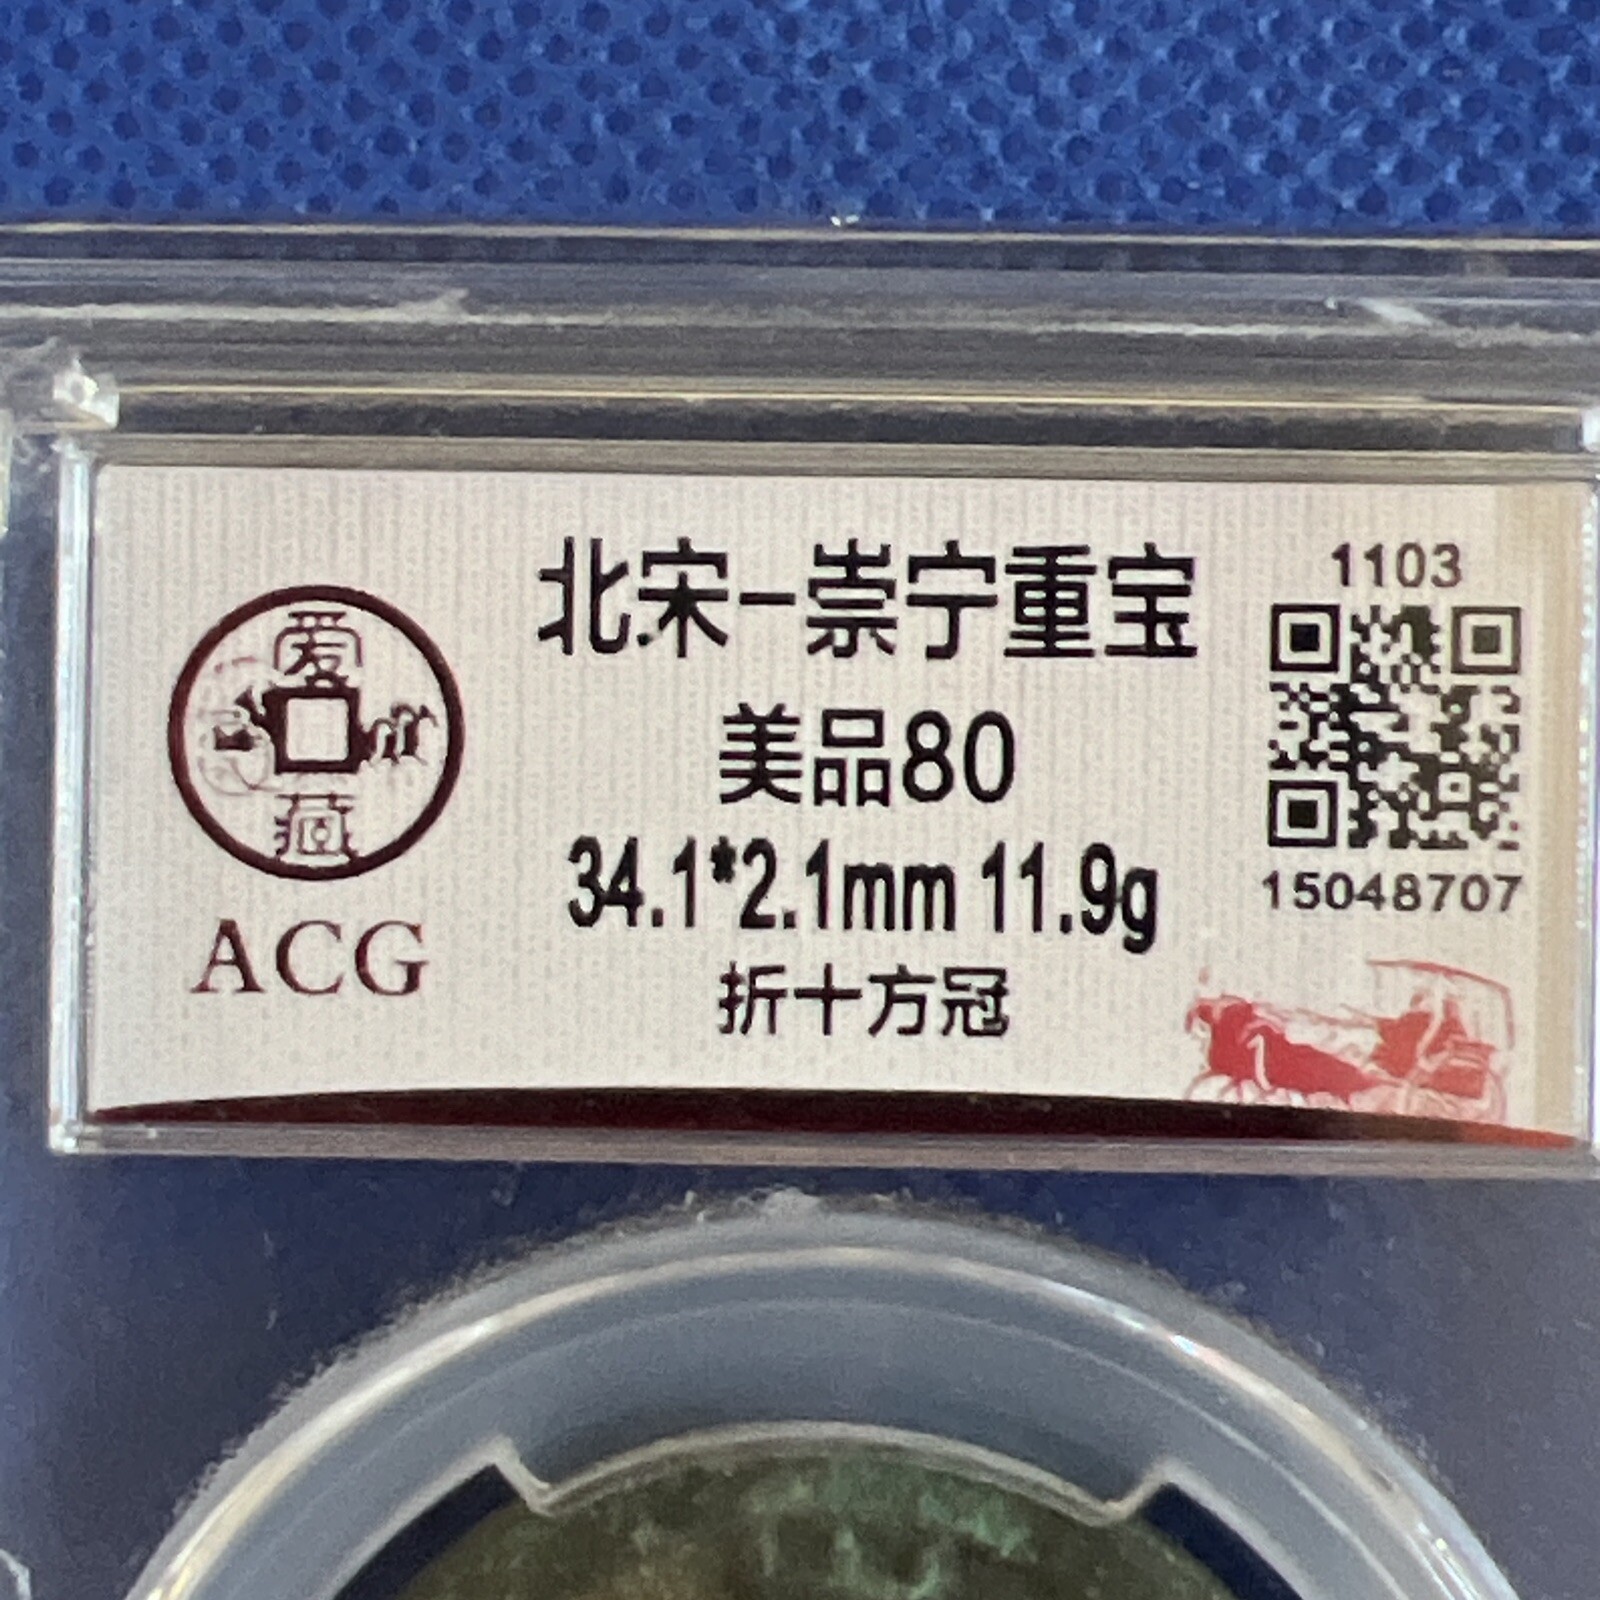 爱
藏
ACG
北宋-崇宁重宝
美品80
34.1*2.1mm 11.9g
折十方冠
1103
15048707